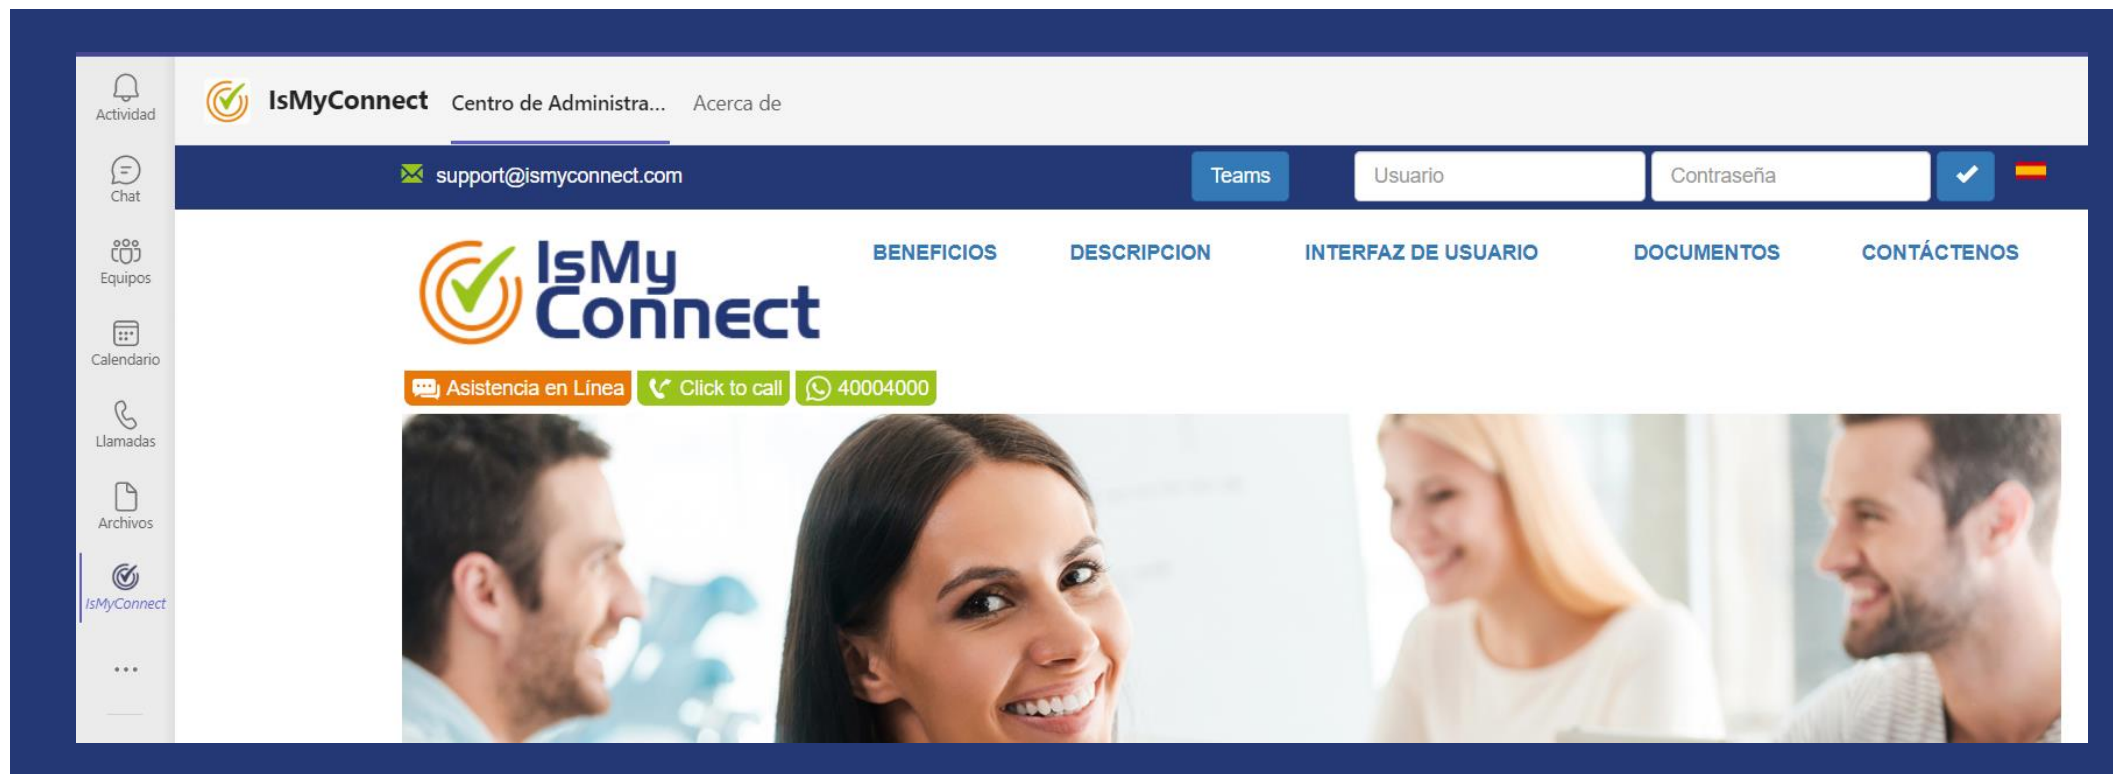 Actividad
Chat
Equipos
Calendario
Llamadas
Archivos
IsMyConnect
IsMyConnect Centro de Administra... Acerca de
support@ismyconnect.com Teams Usuario Contraseña
IsMy
Connect
BENEFICIOS DESCRIPCION INTERFAZ DE USUARIO DOCUMENTOS CONTÁCTENOS
Asistencia en Línea Click to call 40004000